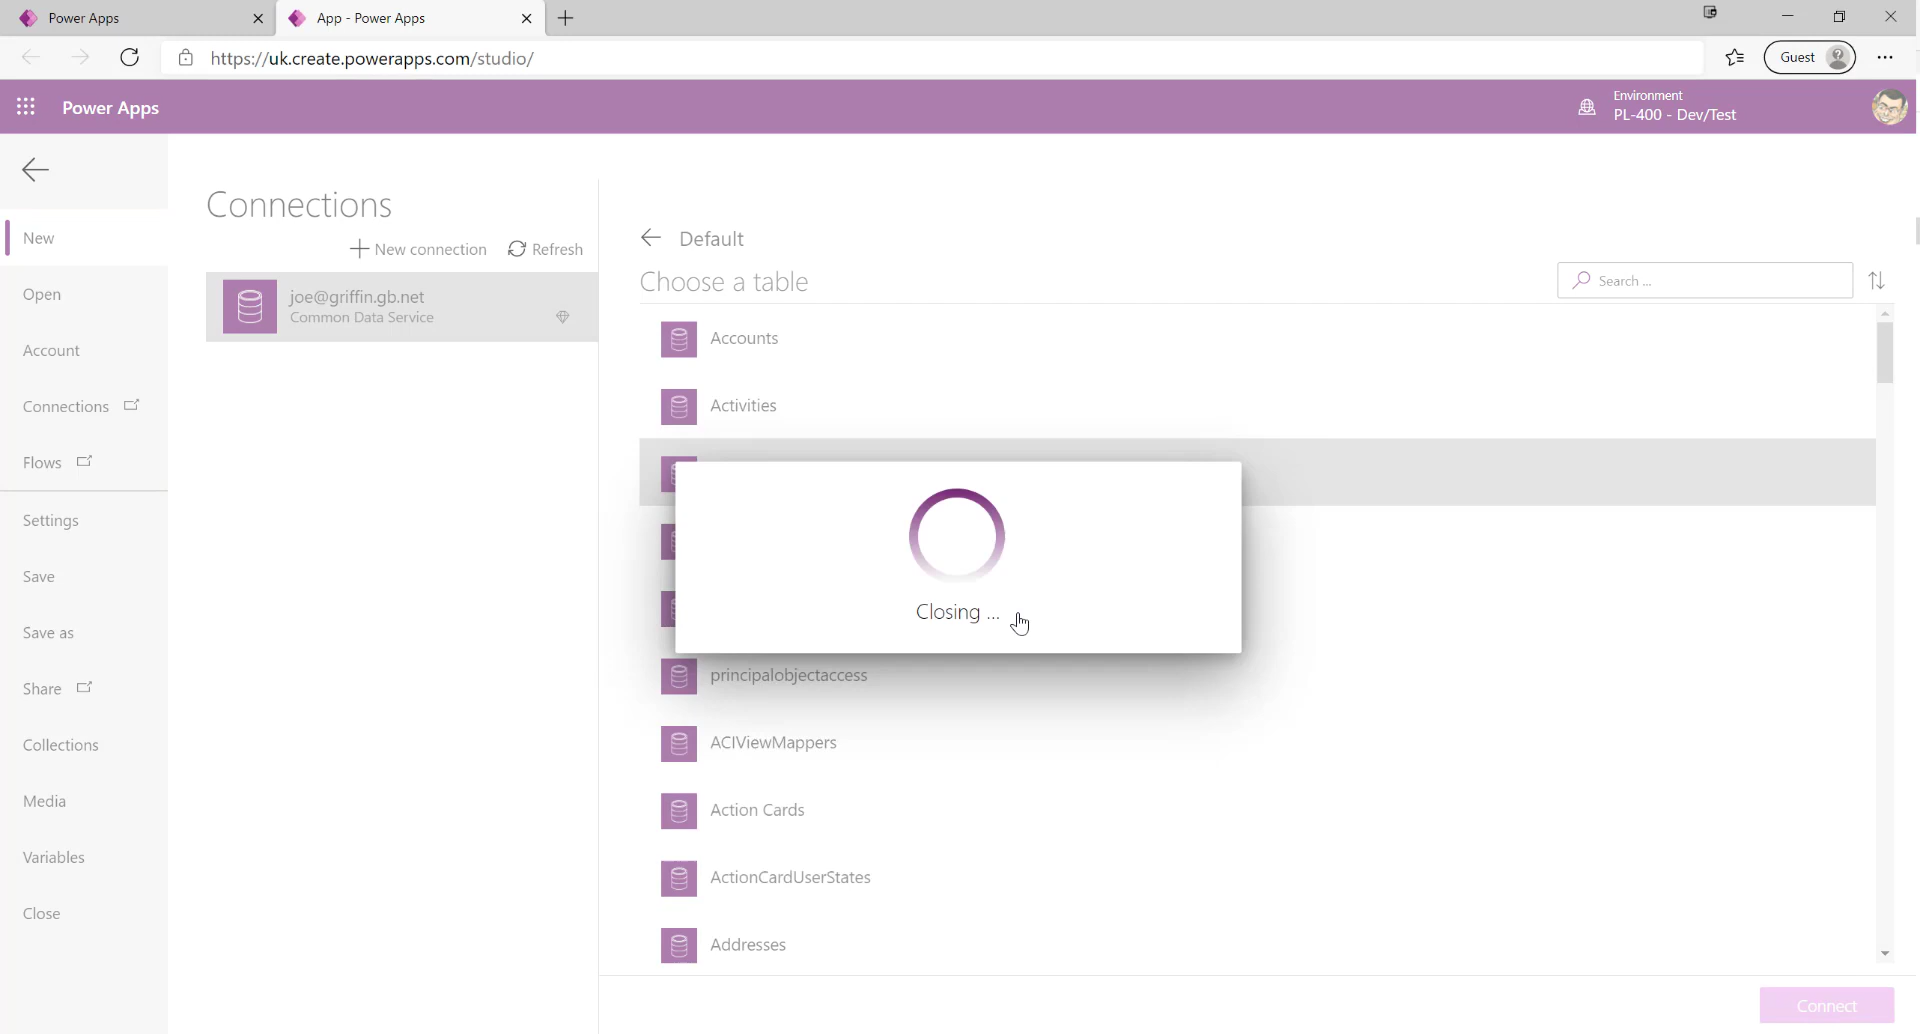 Power Apps
App - Power Apps
https://uk.create.powerapps.com/studio/
Guest
Power Apps
Environment
PL-400 - Dev/Test
New
Open
Account
Connections
Flows
Settings
Save
Save as
Share
Collections
Media
Variables
Close
Connections
New connection
Refresh
joe@griffin.gb.net
Common Data Service
Default
Choose a table
Search ...
Accounts
Activities
Closing ...
principalobjectaccess
ACIViewMappers
Action Cards
ActionCardUserStates
Addresses
Connect